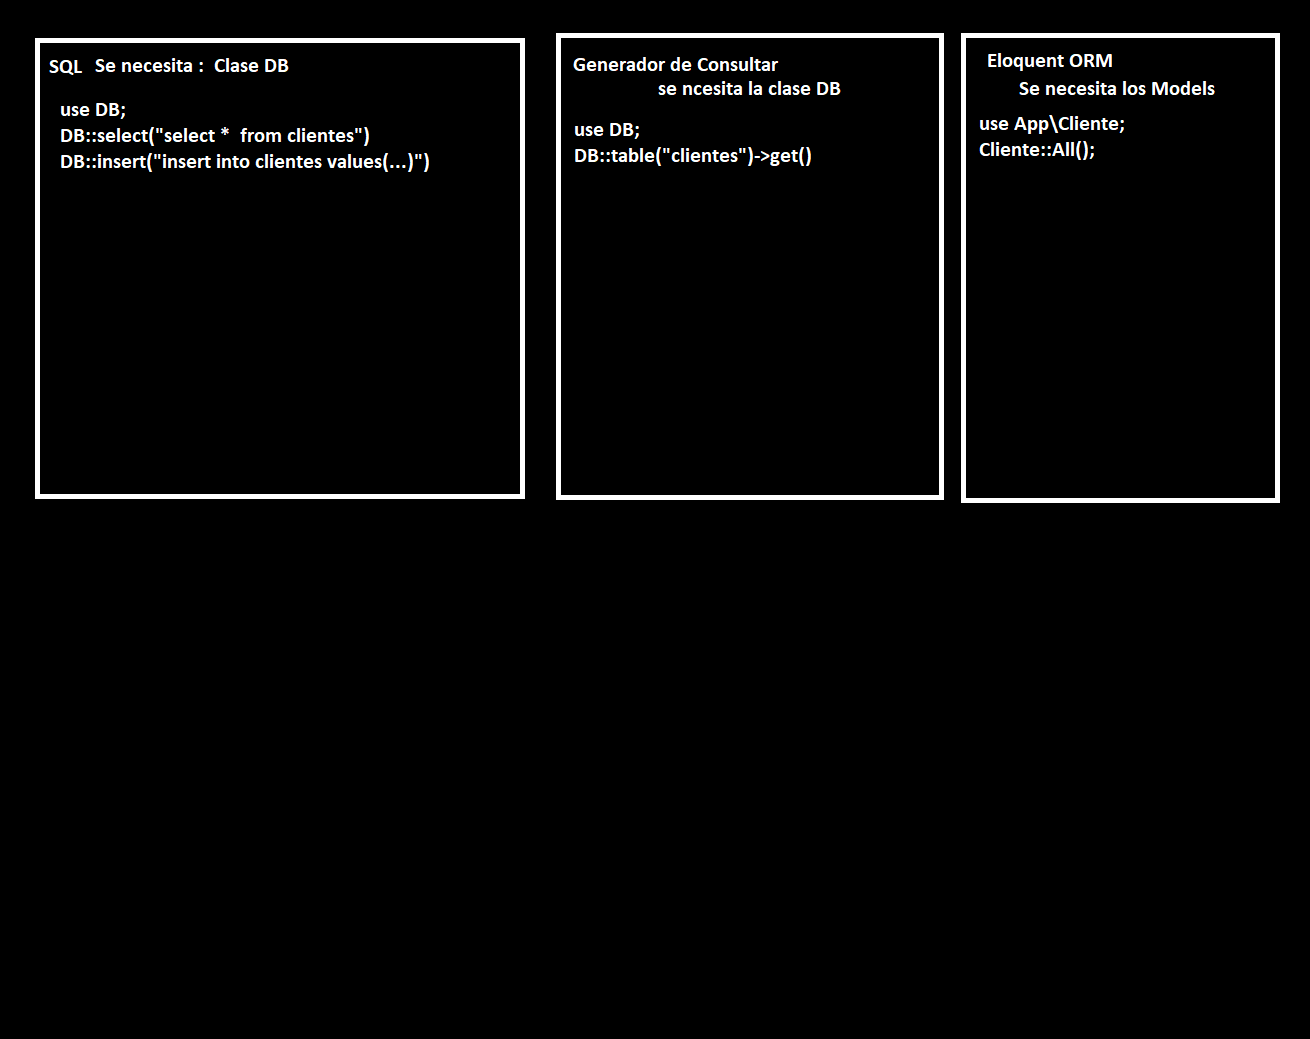 SQL Se necesita : Clase DB
use DB;
DB::select("select * from clientes")
DB::insert("insert into clientes values(...)")
Generador de Consultar
se ncesita la clase DB
use DB;
DB::table("clientes")->get()
Eloquent ORM
Se necesita los Models
use App\Cliente;
Cliente::All();